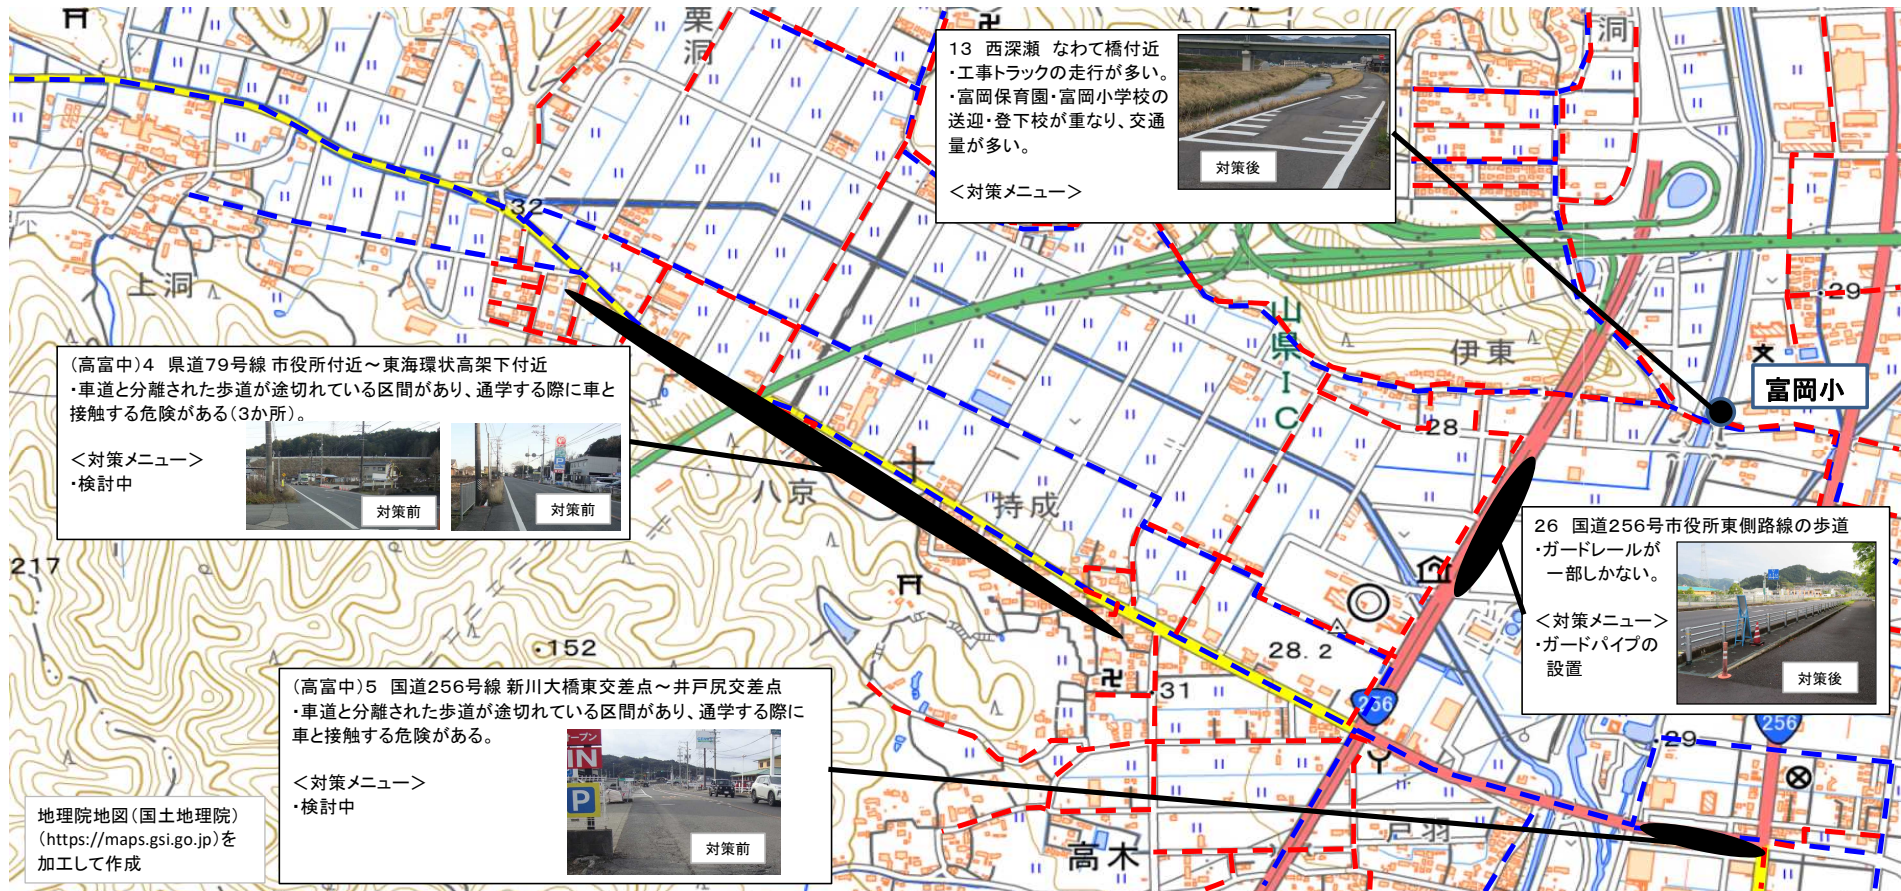 栗洞
洞
13 西深瀬 なわて橋付近
・工事トラックの走行が多い。
・富岡保育園・富岡小学校の
送迎・登下校が重なり、交通
量が多い。
<対策メニュー>
対策後
32
上洞
山県IC
29
伊東
富岡小
28
(高富中)4 県道79号線 市役所付近~東海環状高架下付近
・車道と分離された歩道が途切れている区間があり、通学する際に車と
接触する危険がある(3か所)。
<対策メニュー>
・検討中
対策前
対策前
八京
持成
217
152
26 国道256号市役所東側路線の歩道
・ガードレールが
一部しかない。
<対策メニュー>
・ガードパイプの
設置
対策後
28.2
31
256
256
29
(高富中)5 国道256号線 新川大橋東交差点~井戸尻交差点
・車道と分離された歩道が途切れている区間があり、通学する際に
車と接触する危険がある。
<対策メニュー>
・検討中
オープン
IN
P
対策前
戸羽
高木
地理院地図(国土地理院)
(https://maps.gsi.go.jp)を
加工して作成